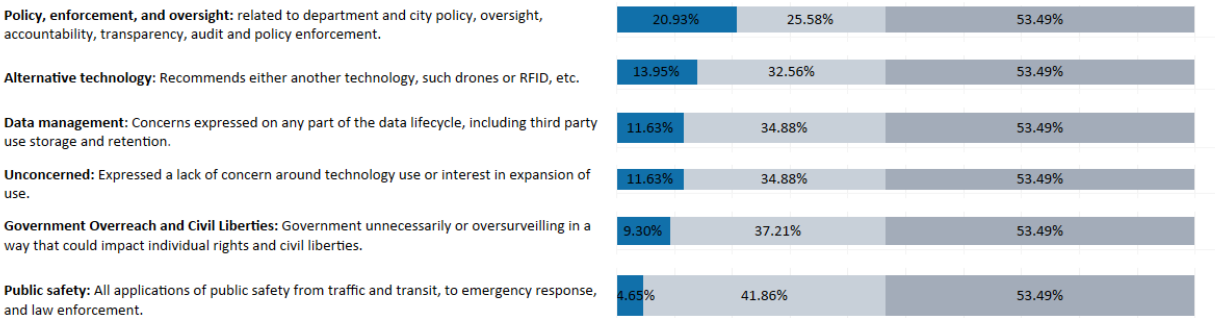 Policy, enforcement, and oversight: related to department and city policy, oversight,
accountability, transparency, audit and policy enforcement.
20.93% 25.58% 53.49%
Alternative technology: Recommends either another technology, such drones or RFID, etc.
13.95% 32.56% 53.49%
Data management: Concerns expressed on any part of the data lifecycle, including third party
use storage and retention.
11.63% 34.88% 53.49%
Unconcerned: Expressed a lack of concern around technology use or interest in expansion of
use.
11.63% 34.88% 53.49%
Government Overreach and Civil Liberties: Government unnecessarily or oversurveilling in a
way that could impact individual rights and civil liberties.
9.30% 37.21% 53.49%
Public safety: All applications of public safety from traffic and transit, to emergency response,
and law enforcement.
4.65% 41.86% 53.49%